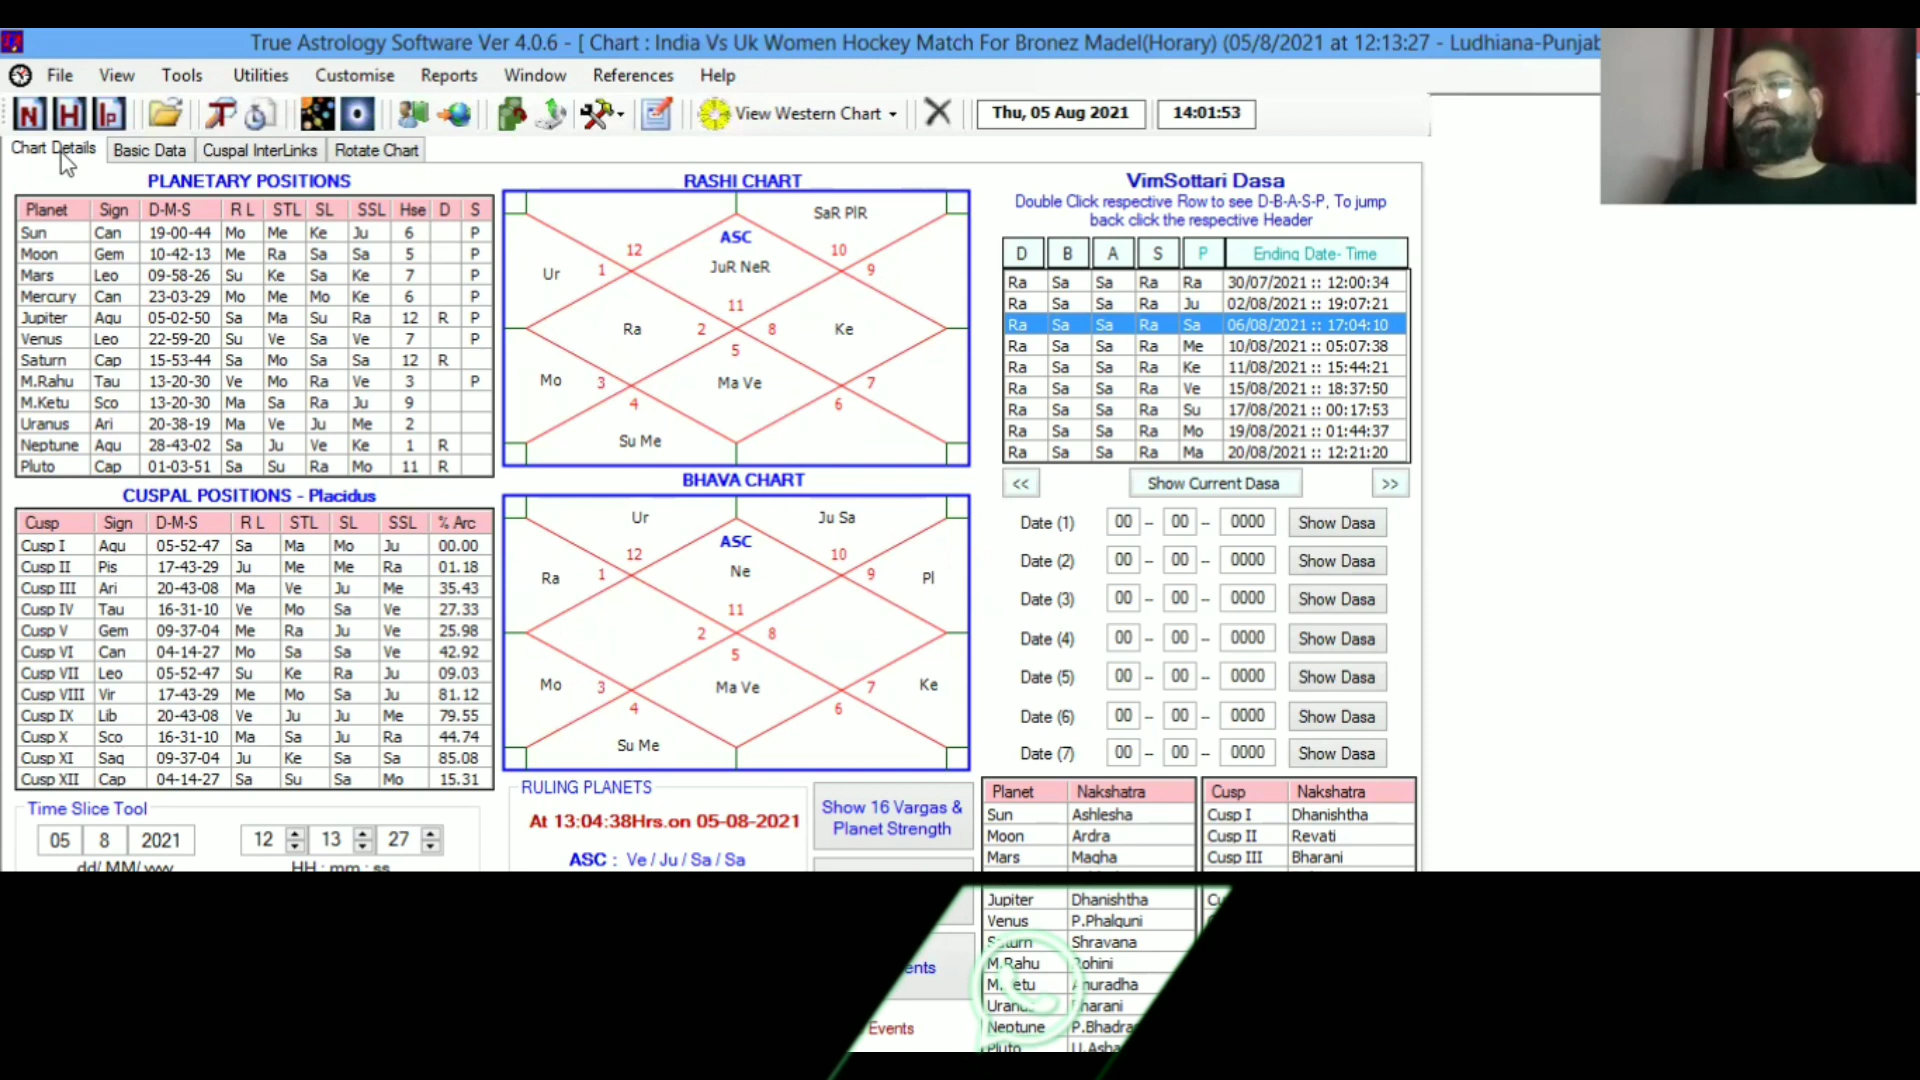 True Astrology Software Ver 4.0.6 - [ Chart : India Vs Uk Women Hockey Match For Bronez Madel(Horary) (05/8/2021 at 12:13:27 - Ludhiana-Punjab
File View Tools Utilities Customise Reports Window References Help
N H Ip View Western Chart Thu, 05 Aug 2021 14:01:53
Chart Details Basic Data Cuspal InterLinks Rotate Chart
PLANETARY POSITIONS
Planet Sign D-M-S R L STL SL SSL Hse D S
Sun Can 19-00-44 Mo Me Ke Ju 6 P
Moon Gem 10-42-13 Me Ra Sa Sa 5 P
Mars Leo 09-58-26 Su Ke Sa Ke 7 P
Mercury Can 23-03-29 Mo Me Mo Ke 6 P
Jupiter Aqu 05-02-50 Sa Ma Su Ra 12 R P
Venus Leo 22-59-20 Su Ve Sa Ve 7 P
Saturn Cap 15-53-44 Sa Mo Sa Sa 12 R
M.Rahu Tau 13-20-30 Ve Mo Ra Ve 3 P
M.Ketu Sco 13-20-30 Ma Sa Ra Ju 9
Uranus Ari 20-38-19 Ma Ve Ju Me 2
Neptune Aqu 28-43-02 Sa Ju Ve Ke 1 R
Pluto Cap 01-03-51 Sa Su Ra Mo 11 R
CUSPAL POSITIONS - Placidus
Cusp Sign D-M-S R L STL SL SSL % Arc
Cusp I Aqu 05-52-47 Sa Ma Mo Ju 00.00
Cusp II Pis 17-43-29 Ju Me Me Ra 01.18
Cusp III Ari 20-43-08 Ma Ve Ju Me 35.43
Cusp IV Tau 16-31-10 Ve Mo Sa Ve 27.33
Cusp V Gem 09-37-04 Me Ra Ju Ve 25.98
Cusp VI Can 04-14-27 Mo Sa Sa Ve 42.92
Cusp VII Leo 05-52-47 Su Ke Ra Ju 09.03
Cusp VIII Vir 17-43-29 Me Mo Sa Ju 81.12
Cusp IX Lib 20-43-08 Ve Ju Ju Me 79.55
Cusp X Sco 16-31-10 Ma Sa Ju Ra 44.74
Cusp XI Sag 09-37-04 Ju Ke Sa Sa 85.08
Cusp XII Cap 04-14-27 Sa Su Sa Mo 15.31
Time Slice Tool
05 8 2021 12 13 27
dd/ MM/ yyyy HH : mm : ss
RASHI CHART
SaR PlR
ASC
12 10
JuR NeR
Ur 1 9
11
Ra 2 8 Ke
5
Mo 3 Ma Ve 7
4 6
Su Me
BHAVA CHART
Ur Ju Sa
ASC
12 10
Ne
Ra 1 9 Pl
11
2 8
5
Mo 3 Ma Ve 7 Ke
4 6
Su Me
RULING PLANETS
At 13:04:38Hrs.on 05-08-2021
ASC : Ve / Ju / Sa / Sa
Show 16 Vargas &
Planet Strength
ents
Events
VimSottari Dasa
Double Click respective Row to see D-B-A-S-P, To jump
back click the respective Header
D B A S P Ending Date- Time
Ra Sa Sa Ra Ra 30/07/2021 :: 12:00:34
Ra Sa Sa Ra Ju 02/08/2021 :: 19:07:21
Ra Sa Sa Ra Sa 06/08/2021 :: 17:04:10
Ra Sa Sa Ra Me 10/08/2021 :: 05:07:38
Ra Sa Sa Ra Ke 11/08/2021 :: 15:44:21
Ra Sa Sa Ra Ve 15/08/2021 :: 18:37:50
Ra Sa Sa Ra Su 17/08/2021 :: 00:17:53
Ra Sa Sa Ra Mo 19/08/2021 :: 01:44:37
Ra Sa Sa Ra Ma 20/08/2021 :: 12:21:20
<< Show Current Dasa >>
Date (1) 00 -- 00 -- 0000 Show Dasa
Date (2) 00 -- 00 -- 0000 Show Dasa
Date (3) 00 -- 00 -- 0000 Show Dasa
Date (4) 00 -- 00 -- 0000 Show Dasa
Date (5) 00 -- 00 -- 0000 Show Dasa
Date (6) 00 -- 00 -- 0000 Show Dasa
Date (7) 00 -- 00 -- 0000 Show Dasa
Planet Nakshatra Cusp Nakshatra
Sun Ashlesha Cusp I Dhanishtha
Moon Ardra Cusp II Revati
Mars Magha Cusp III Bharani
Jupiter Dhanishtha Cu
Venus P.Phalguni
Saturn Shravana
M.Rahu Rohini
M.Ketu Anuradha
Uranus Bharani
Neptune P.Bhadra
Pluto U.Asha